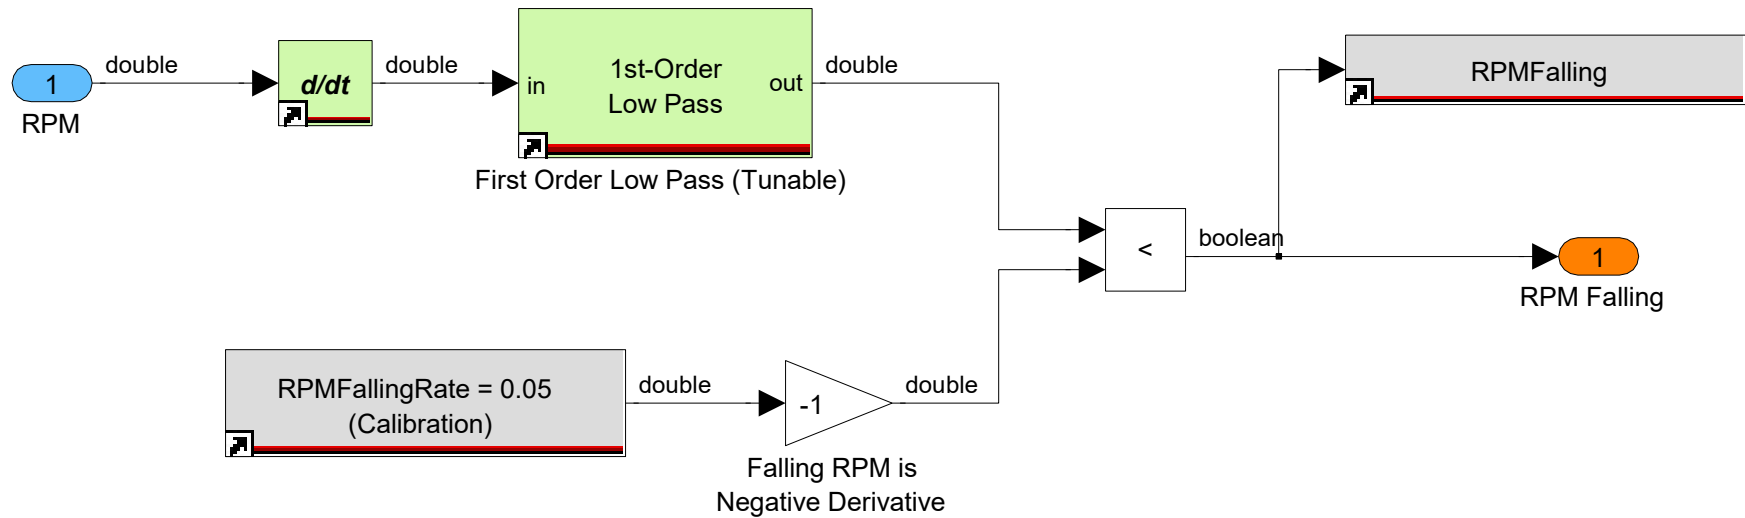 1
RPM
double
d/dt
double
in
1st-Order
Low Pass
out
First Order Low Pass (Tunable)
double
RPMFalling
<
boolean
1
RPM Falling
RPMFallingRate = 0.05
(Calibration)
double
-1
Falling RPM is
Negative Derivative
double